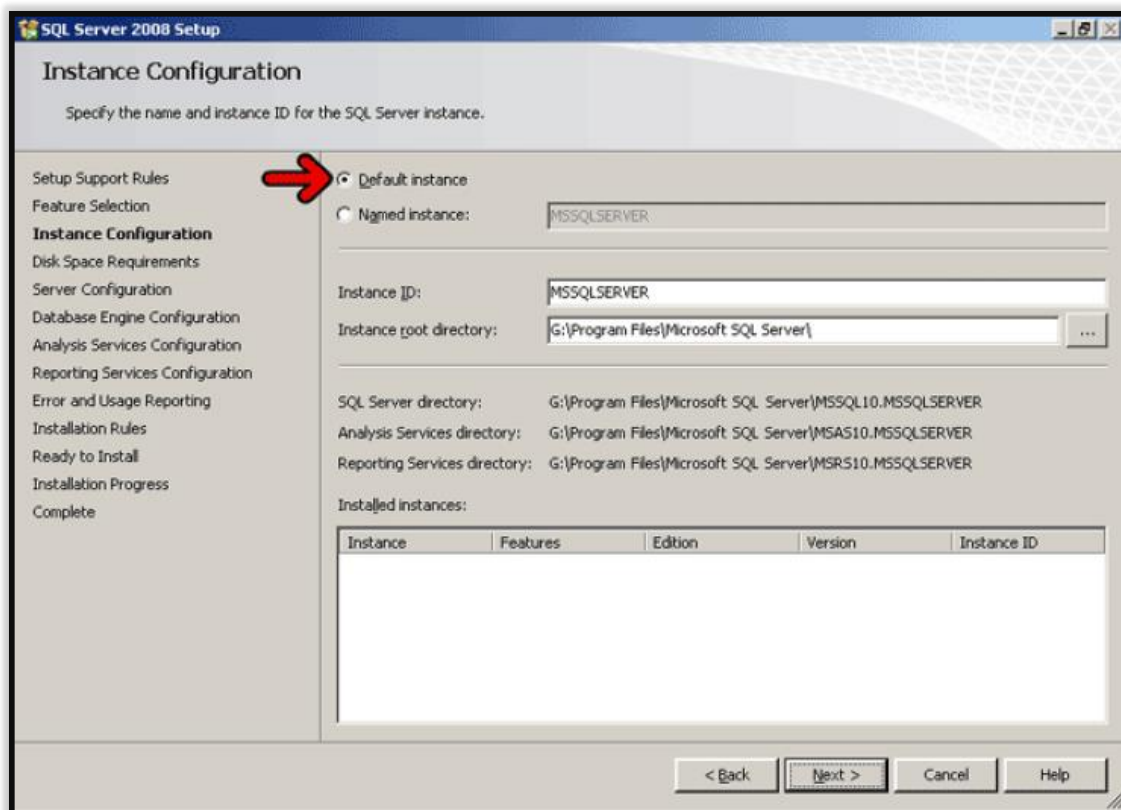 SQL Server 2008 Setup
Instance Configuration
Specify the name and instance ID for the SQL Server instance.
Setup Support Rules
Feature Selection
Instance Configuration
Disk Space Requirements
Server Configuration
Database Engine Configuration
Analysis Services Configuration
Reporting Services Configuration
Error and Usage Reporting
Installation Rules
Ready to Install
Installation Progress
Complete
Default instance
Named instance: MSSQLSERVER
Instance ID: MSSQLSERVER
Instance root directory: G:\Program Files\Microsoft SQL Server\ ...
SQL Server directory: G:\Program Files\Microsoft SQL Server\MSSQL10.MSSQLSERVER
Analysis Services directory: G:\Program Files\Microsoft SQL Server\MSAS10.MSSQLSERVER
Reporting Services directory: G:\Program Files\Microsoft SQL Server\MSRS10.MSSQLSERVER
Installed instances:
Instance Features Edition Version Instance ID
< Back Next > Cancel Help